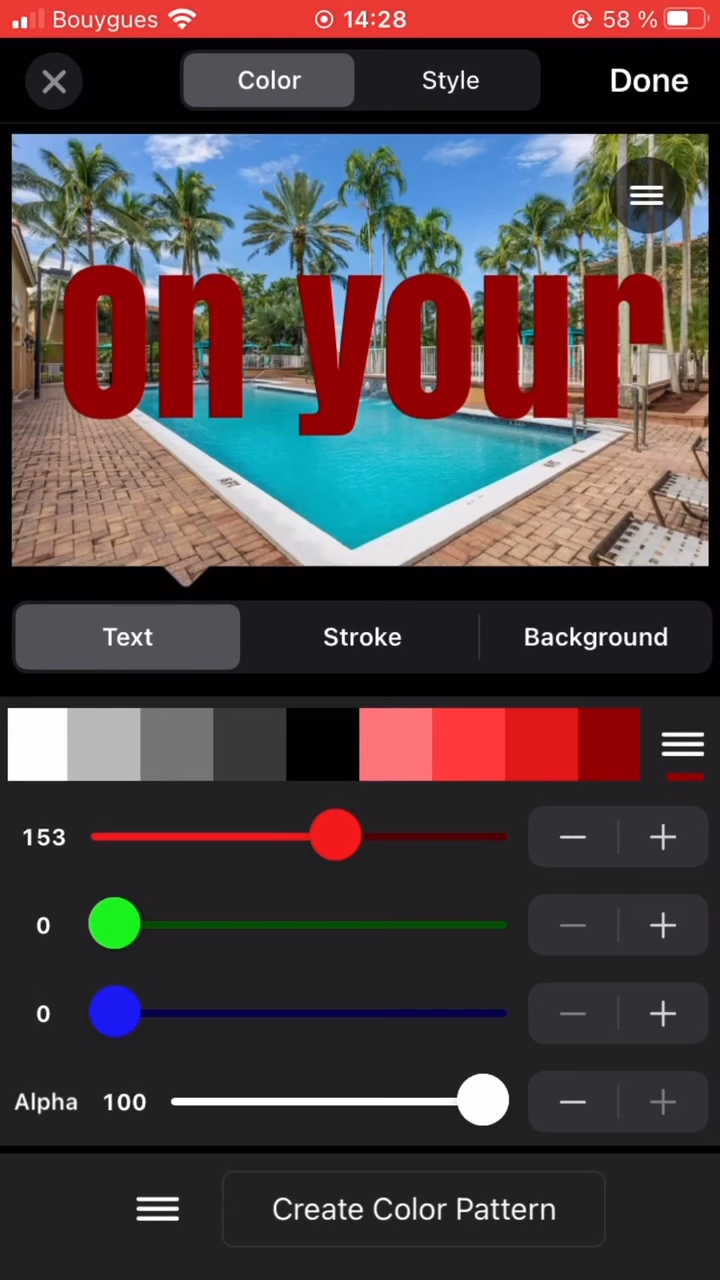 Bouygues 14:28 58 %
Color Style Done
On your
Text Stroke Background
153
0
0
Alpha 100
Create Color Pattern